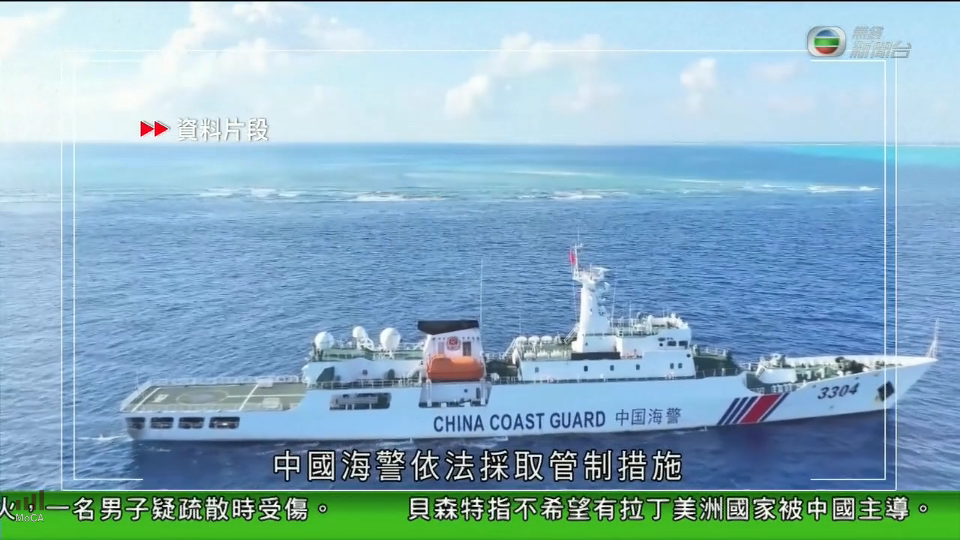 無綫
新聞台
資料片段
3304
CHINA COAST GUARD 中国海警
中國海警依法採取管制措施
火，一名男子疑疏散時受傷。 貝森特指不希望有拉丁美洲國家被中國主導。
MoCA